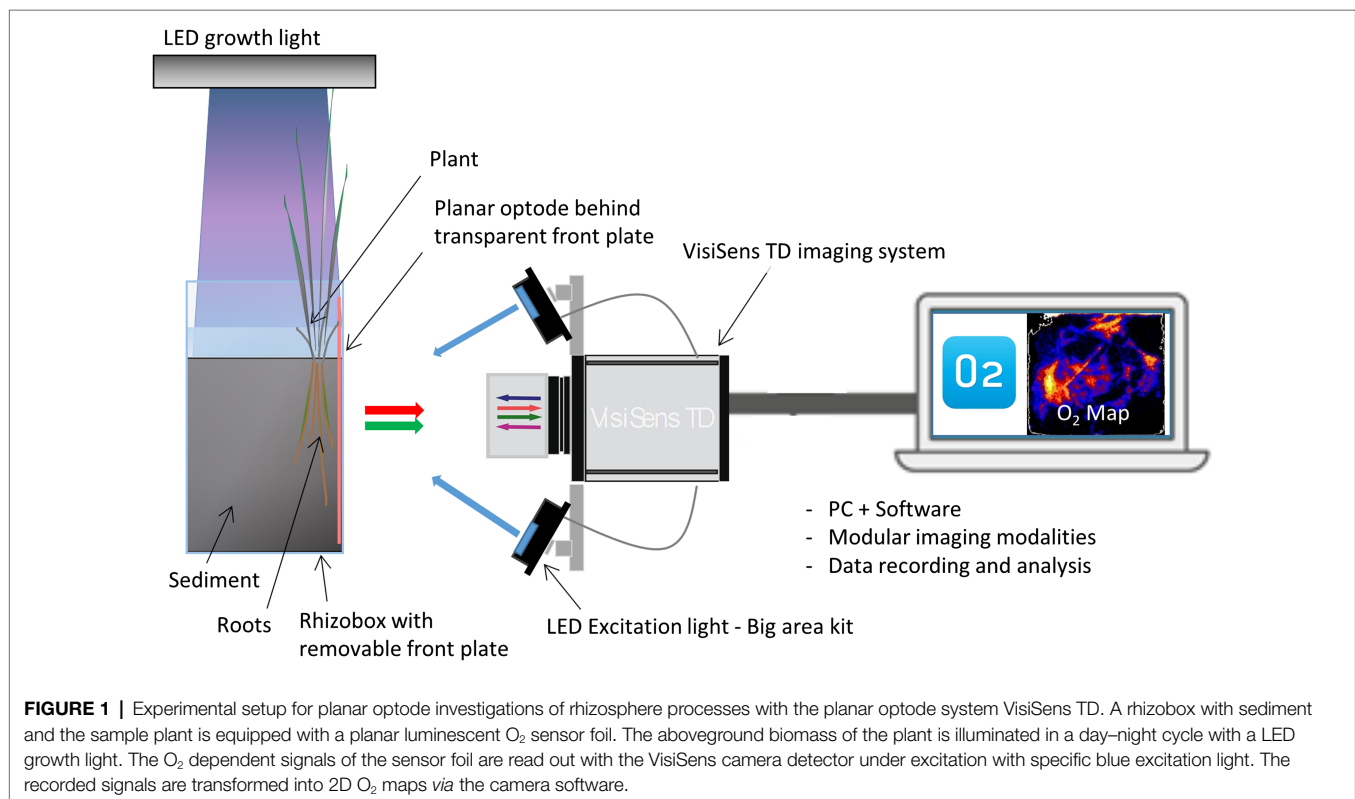 LED growth light
Plant
Planar optode behind
transparent front plate
VisiSens TD imaging system
VisiSens TD
O2
O₂ Map
- PC + Software
- Modular imaging modalities
- Data recording and analysis
Sediment
Roots
Rhizobox with
removable front plate
LED Excitation light - Big area kit
FIGURE 1 | Experimental setup for planar optode investigations of rhizosphere processes with the planar optode system VisiSens TD. A rhizobox with sediment
and the sample plant is equipped with a planar luminescent O₂ sensor foil. The aboveground biomass of the plant is illuminated in a day–night cycle with a LED
growth light. The O₂ dependent signals of the sensor foil are read out with the VisiSens camera detector under excitation with specific blue excitation light. The
recorded signals are transformed into 2D O₂ maps via the camera software.